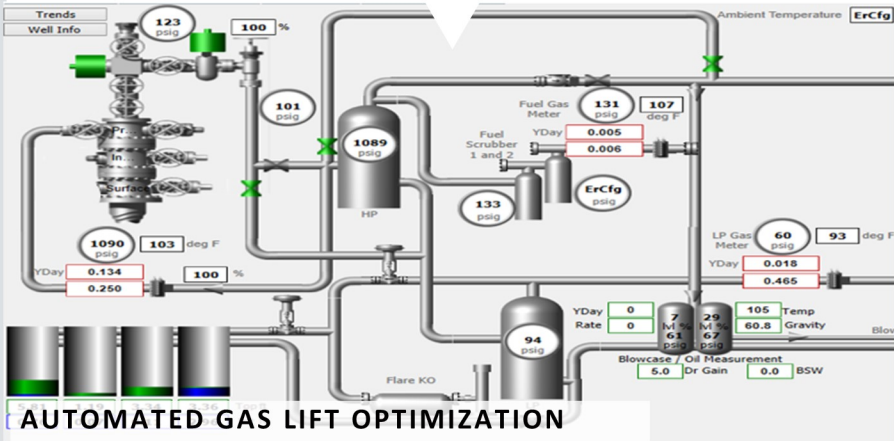 Trends
Well Info
123
psig
100 %
Ambient Temperature ErCfg
101
psig
Fuel Gas
Meter
131
psig
107
deg F
YDay
0.005
0.006
Fuel
Scrubber
1 and 2
1089
psig
HP
133
psig
ErCfg
psig
Pr...
In...
Surface
1090
psig
103 deg F
YDay
0.134
0.250
100 %
LP Gas
Meter
60
psig
93 deg F
YDay
0.018
0.465
94
psig
YDay 0
Rate 0
7
lvl %
61
psig
29
lvl %
67
psig
105 Temp
60.8 Gravity
Blow
Blowcase / Oil Measurement
5.0 Dr Gain 0.0 BSW
Flare KO
AUTOMATED GAS LIFT OPTIMIZATION